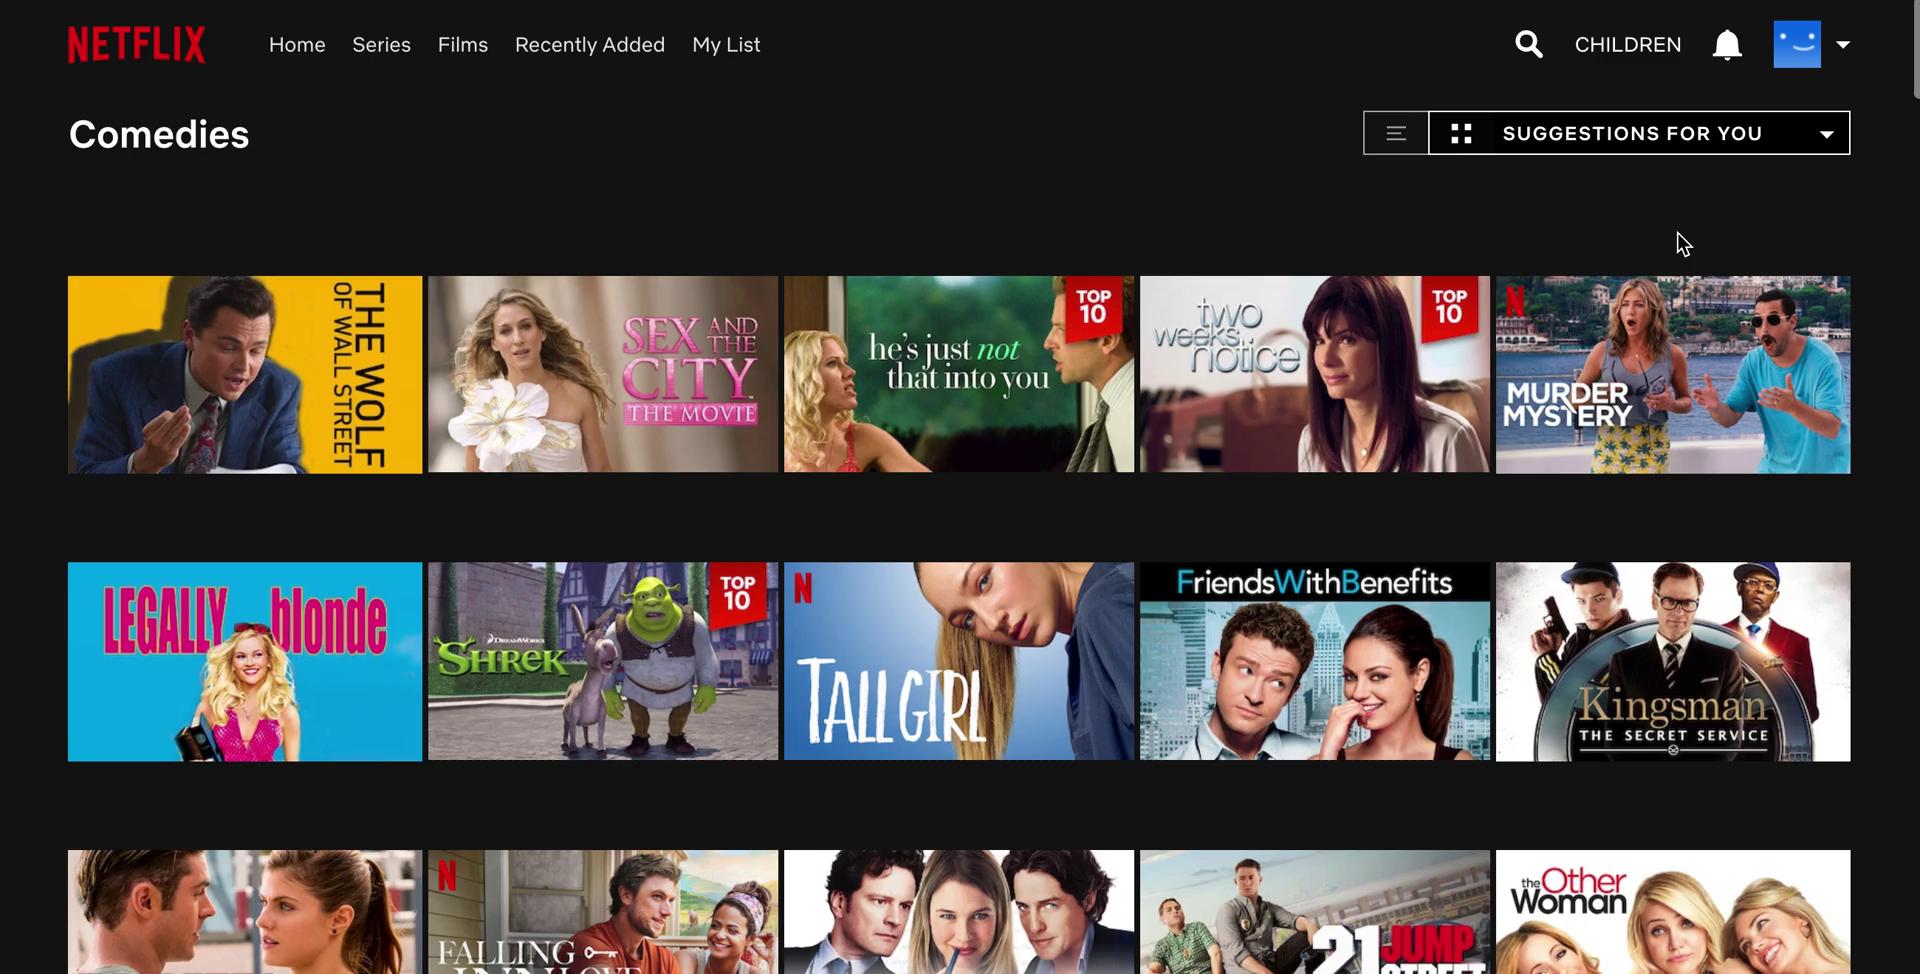 NETFLIX
Home
Series
Films
Recently Added
My List
CHILDREN
Comedies
SUGGESTIONS FOR YOU
THE WOLF
OF WALL STREET
SEX AND
THE
CITY
THE MOVIE
TOP
10
he's just not
that into you
TOP
10
two
weeks
notice
N
MURDER
MYSTERY
LEGALLY blonde
TOP
10
DREAMWORKS
SHREK
N
TALL GIRL
FriendsWithBenefits
Kingsman
THE SECRET SERVICE
N
FALLING
INN LOVE
21 JUMP
STREET
the Other
Woman